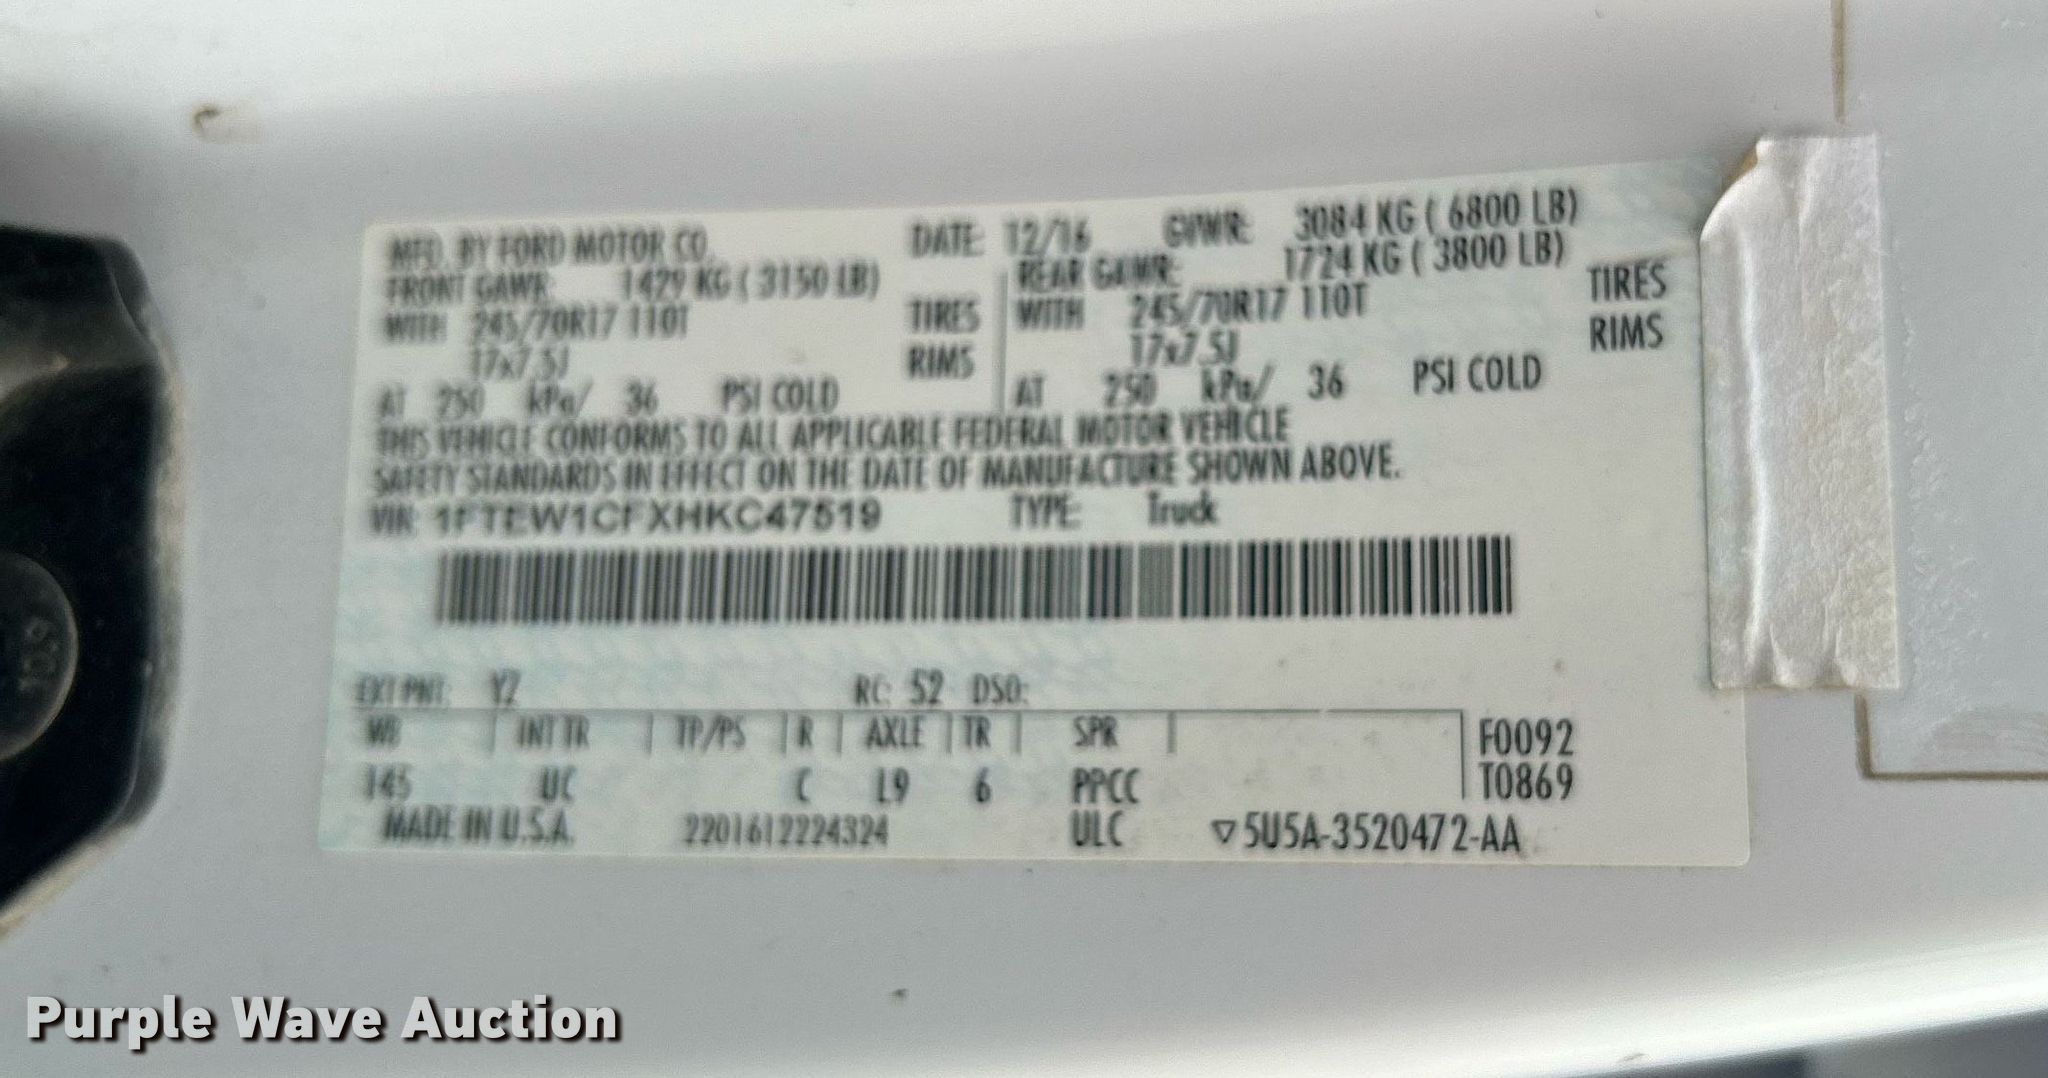 MFD. BY FORD MOTOR CO. DATE: 12/16 GVWR: 3084 KG ( 6800 LB)
FRONT GAWR: 1429 KG ( 3150 LB) REAR GAWR: 1724 KG ( 3800 LB)
WITH 245/70R17 110T TIRES WITH 245/70R17 110T TIRES
17x7.5J RIMS 17x7.5J RIMS
AT 250 kPa/ 36 PSI COLD AT 250 kPa/ 36 PSI COLD
THIS VEHICLE CONFORMS TO ALL APPLICABLE FEDERAL MOTOR VEHICLE
SAFETY STANDARDS IN EFFECT ON THE DATE OF MANUFACTURE SHOWN ABOVE.
VIN: 1FTEW1CFXHKC47519 TYPE: Truck
EXT PNT: YZ RC: 52 DSO:
WB | INT TR | TP/PS | R | AXLE | TR | SPR | F0092
145 UC C L9 6 PPCC T0869
MADE IN U.S.A. 2201612224324 ULC ▽5U5A-3520472-AA
10.9
Purple Wave Auction